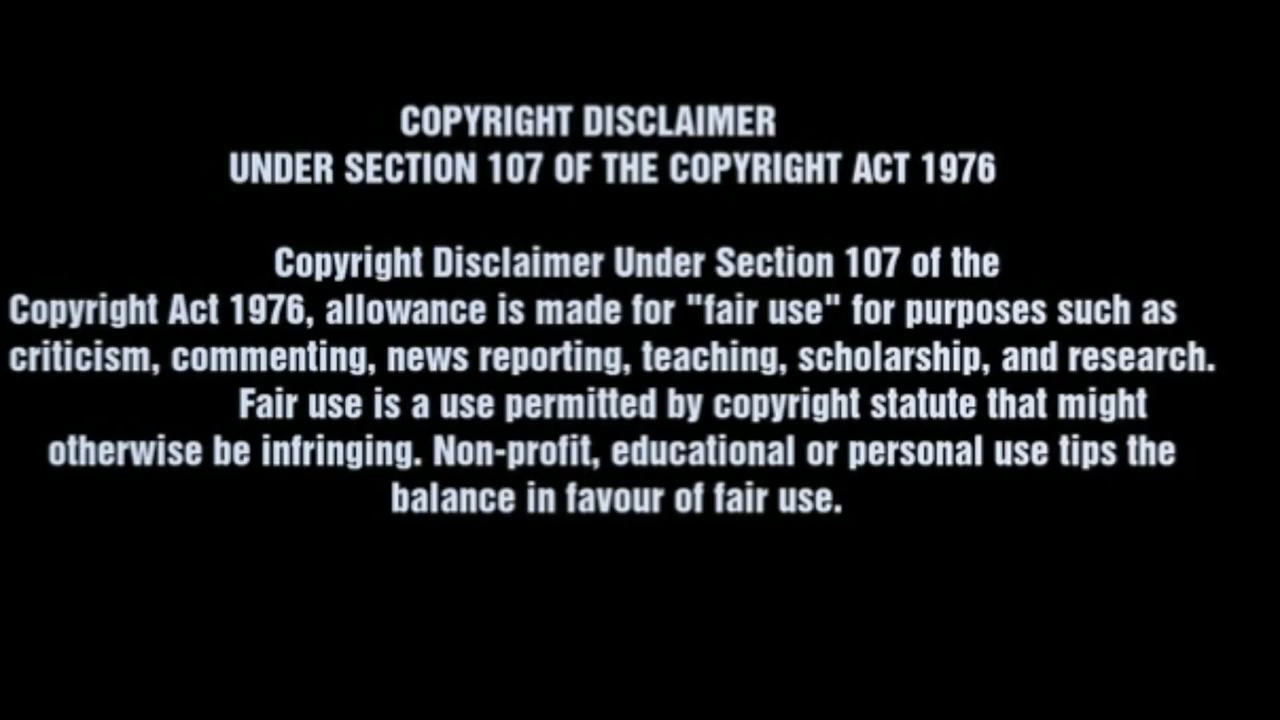 COPYRIGHT DISCLAIMER
UNDER SECTION 107 OF THE COPYRIGHT ACT 1976
Copyright Disclaimer Under Section 107 of the
Copyright Act 1976, allowance is made for "fair use" for purposes such as
criticism, commenting, news reporting, teaching, scholarship, and research.
Fair use is a use permitted by copyright statute that might
otherwise be infringing. Non-profit, educational or personal use tips the
balance in favour of fair use.